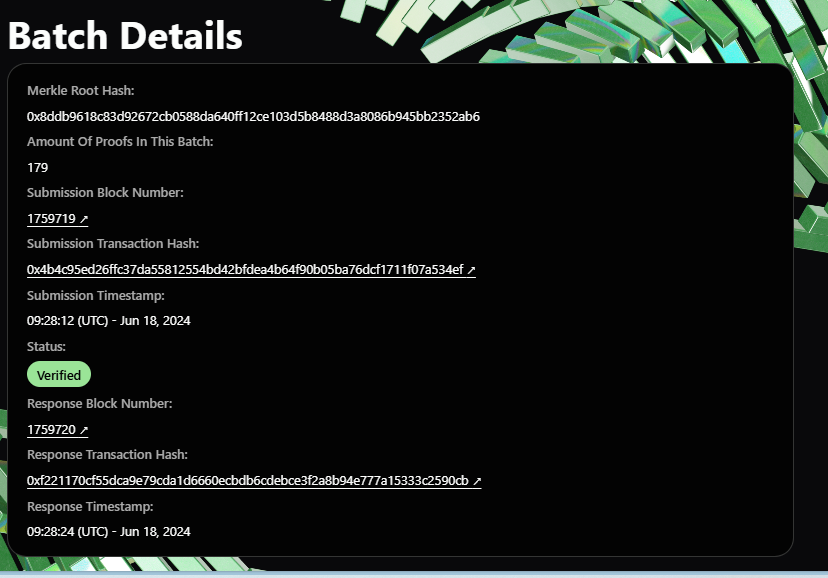 Batch Details
Merkle Root Hash:
0x8ddb9618c83d92672cb0588da640ff12ce103d5b8488d3a8086b945bb2352ab6
Amount Of Proofs In This Batch:
179
Submission Block Number:
1759719 ↗
Submission Transaction Hash:
0x4b4c95ed26ffc37da55812554bd42bfdea4b64f90b05ba76dcf1711f07a534ef ↗
Submission Timestamp:
09:28:12 (UTC) - Jun 18, 2024
Status:
Verified
Response Block Number:
1759720 ↗
Response Transaction Hash:
0xf221170cf55dca9e79cda1d6660ecbdb6cdebce3f2a8b94e777a15333c2590cb ↗
Response Timestamp:
09:28:24 (UTC) - Jun 18, 2024